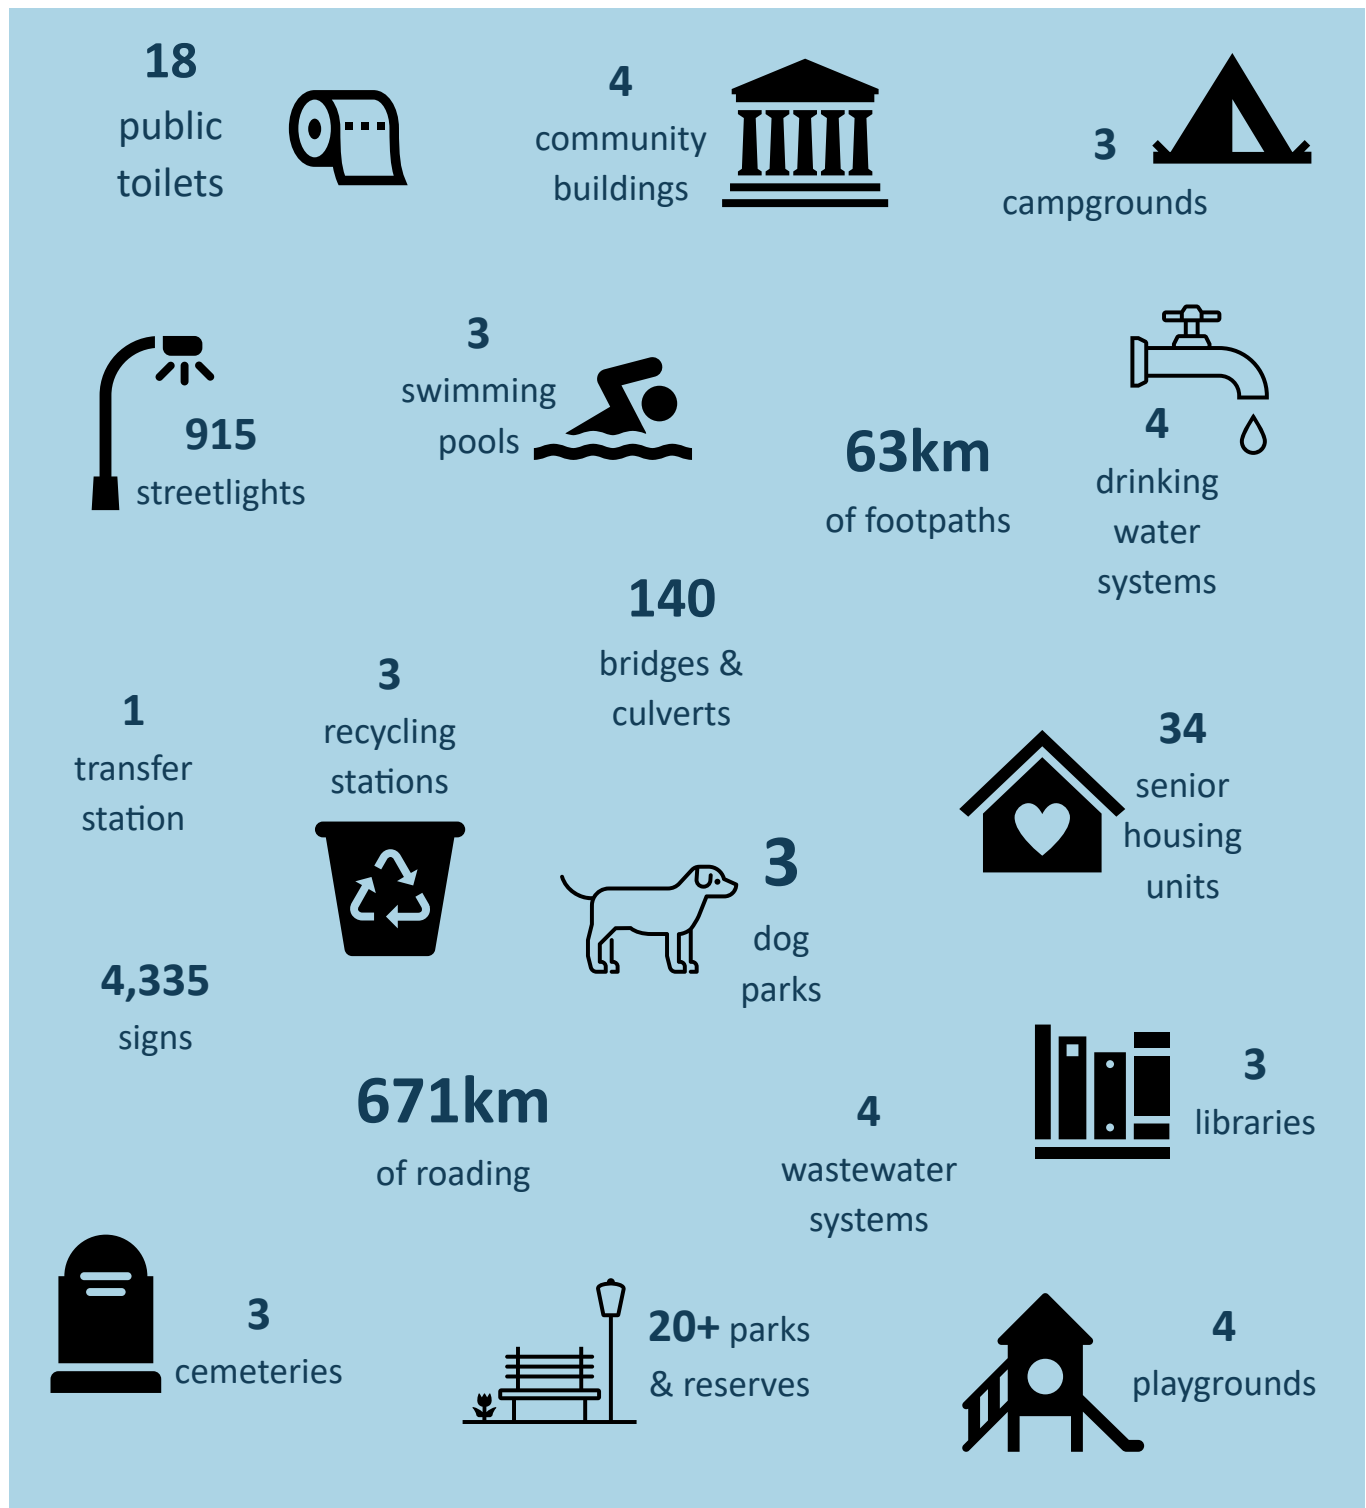 18
public
toilets
4
community
buildings
3
campgrounds
915
streetlights
3
swimming
pools
63km
of footpaths
4
drinking
water
systems
140
bridges &
culverts
1
transfer
station
3
recycling
stations
34
senior
housing
units
3
dog
parks
4,335
signs
671km
of roading
4
wastewater
systems
3
libraries
3
cemeteries
20+ parks
& reserves
4
playgrounds